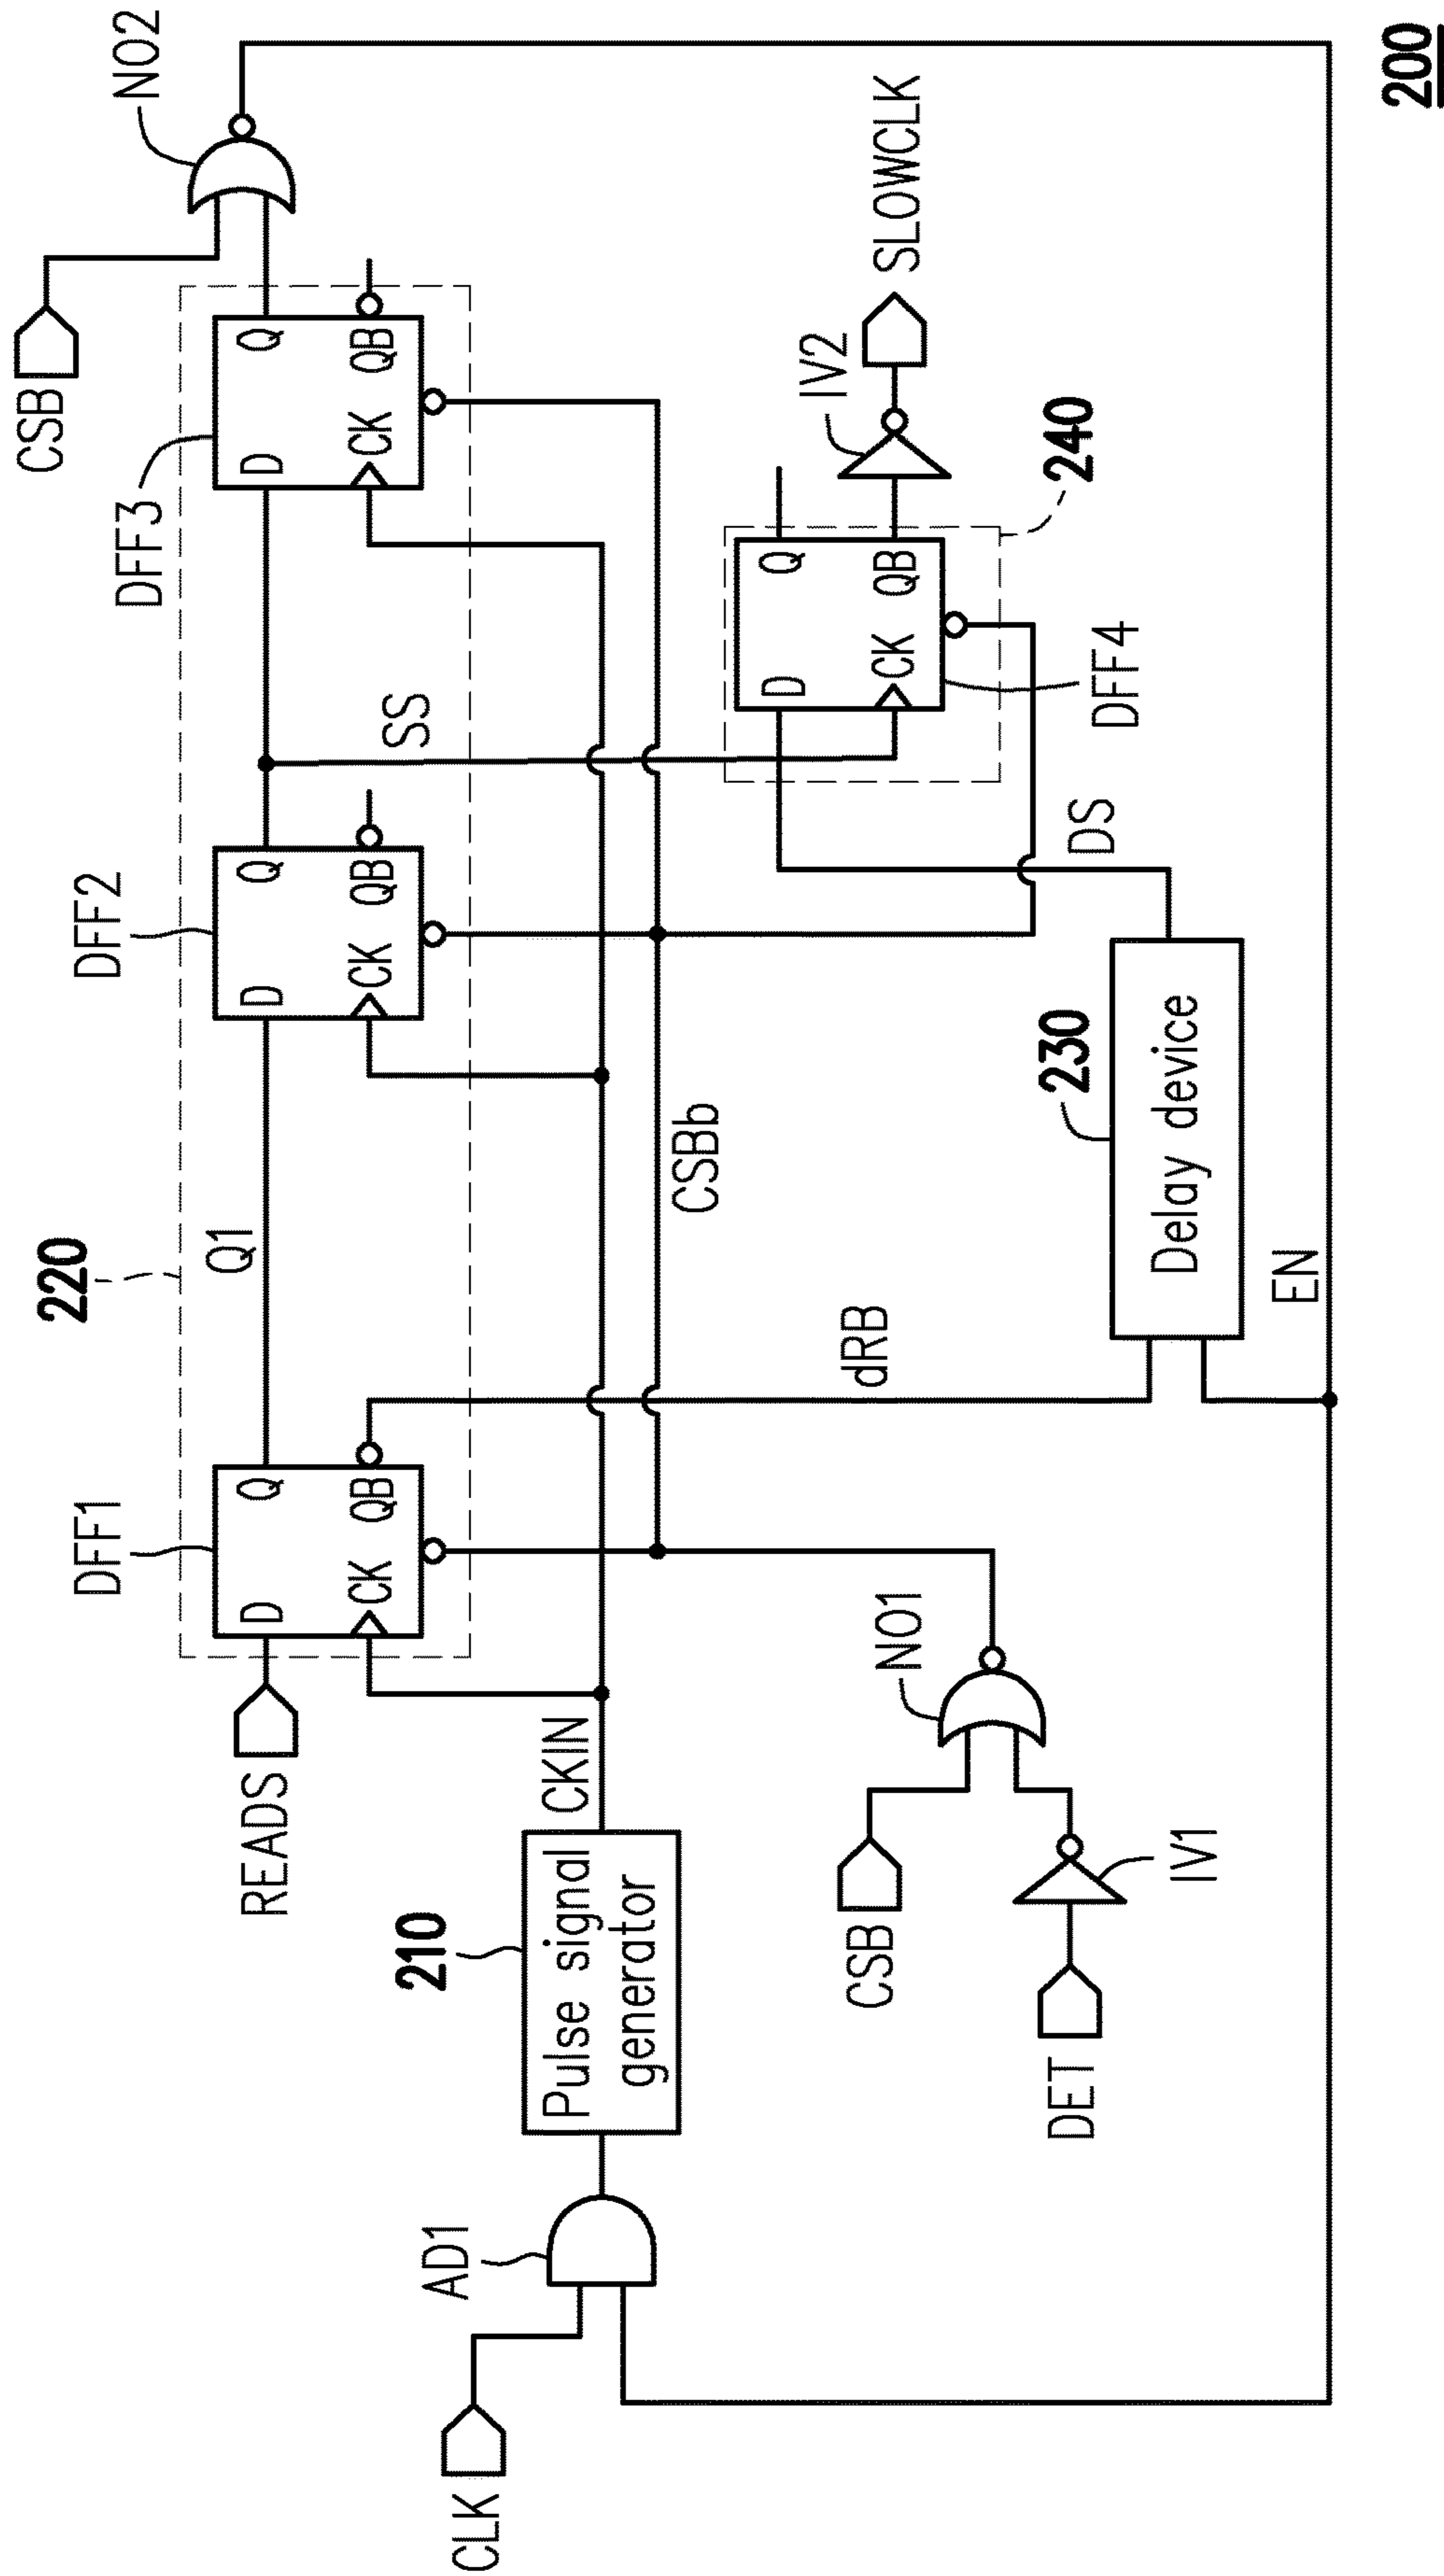 200
220
DFF1
DFF2
DFF3
CSB
NO2
READS
D
Q
CK
QB
Q1
D
Q
CK
QB
D
Q
CK
QB
SS
CLK
AD1
210
Pulse signal
generator
CKIN
CSBb
D
Q
CK
QB
IV2
SLOWCLK
240
DFF4
CSB
NO1
DET
IV1
dRB
230
Delay device
DS
EN